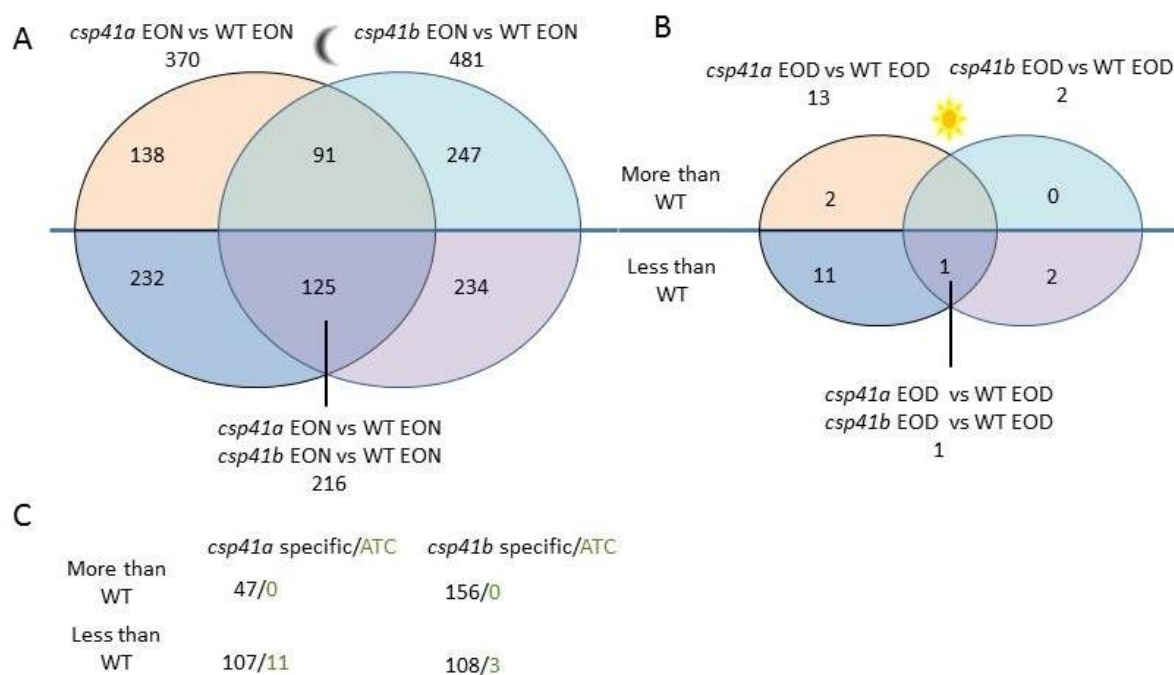 A
csp41a EON vs WT EON
370
csp41b EON vs WT EON
481
138
91
247
232
125
234
csp41a EON vs WT EON
csp41b EON vs WT EON
216
B
csp41a EOD vs WT EOD
13
csp41b EOD vs WT EOD
2
More than
WT
2
0
Less than
WT
11
1
2
csp41a EOD vs WT EOD
csp41b EOD vs WT EOD
1
C
csp41a specific/ATC
csp41b specific/ATC
More than
WT
47/0
156/0
Less than
WT
107/11
108/3